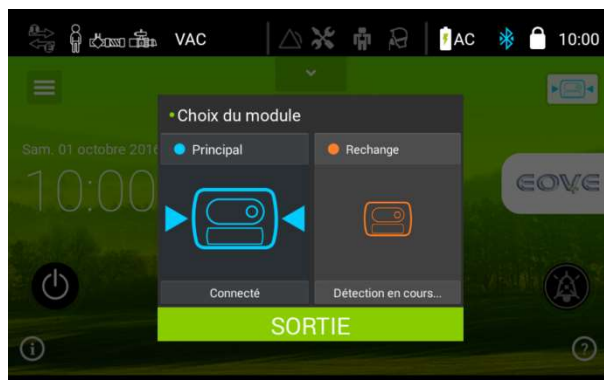 VAC AC 10:00
Choix du module
Sam. 01 octobre 2016
Principal Rechange
10:00
EOVE
Connecté Détection en cours...
SORTIE